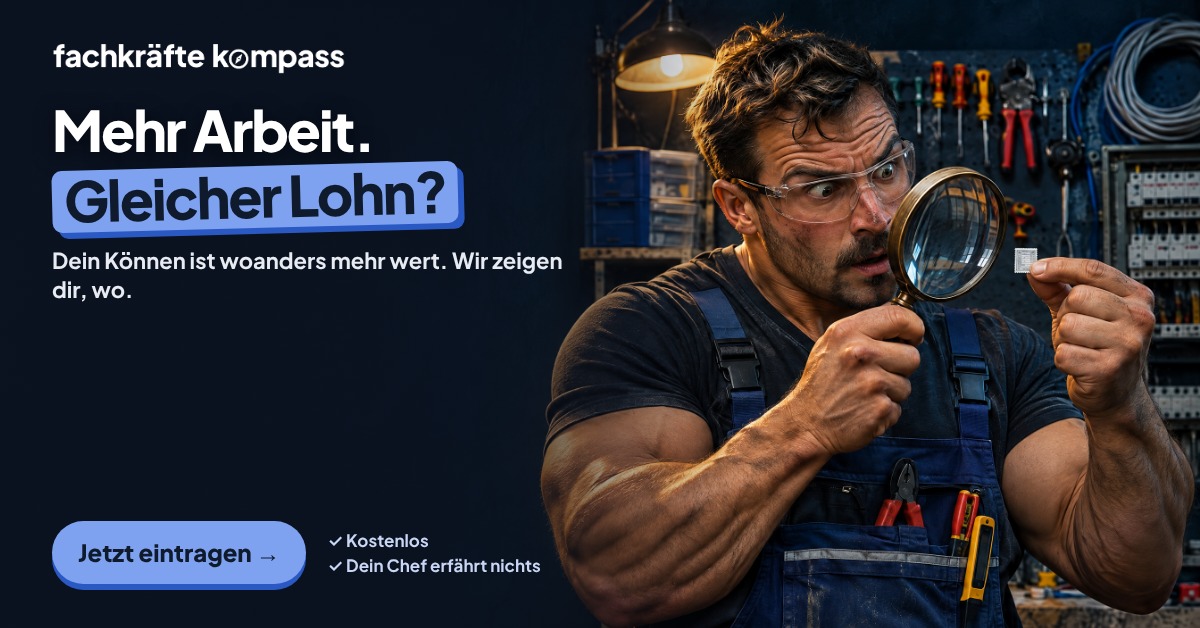 fachkräfte kompass
Mehr Arbeit.
Gleicher Lohn?
Dein Können ist woanders mehr wert. Wir zeigen
dir, wo.
Jetzt eintragen →
✓ Kostenlos
✓ Dein Chef erfährt nichts